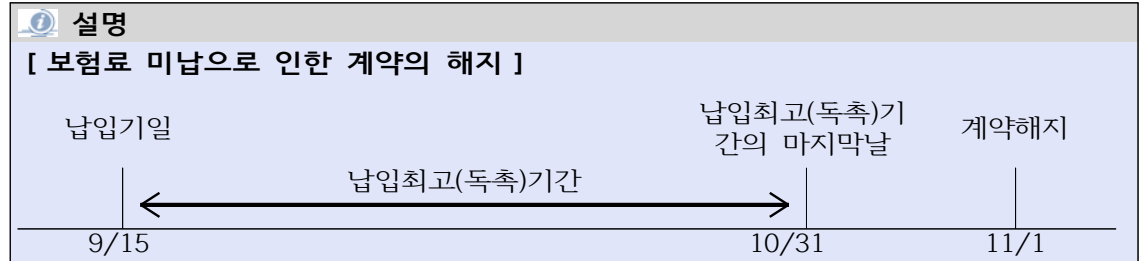 설명
[ 보험료 미납으로 인한 계약의 해지 ]
납입기일
납입최고(독촉)기
간의 마지막날
계약해지
납입최고(독촉)기간
9/15
10/31
11/1